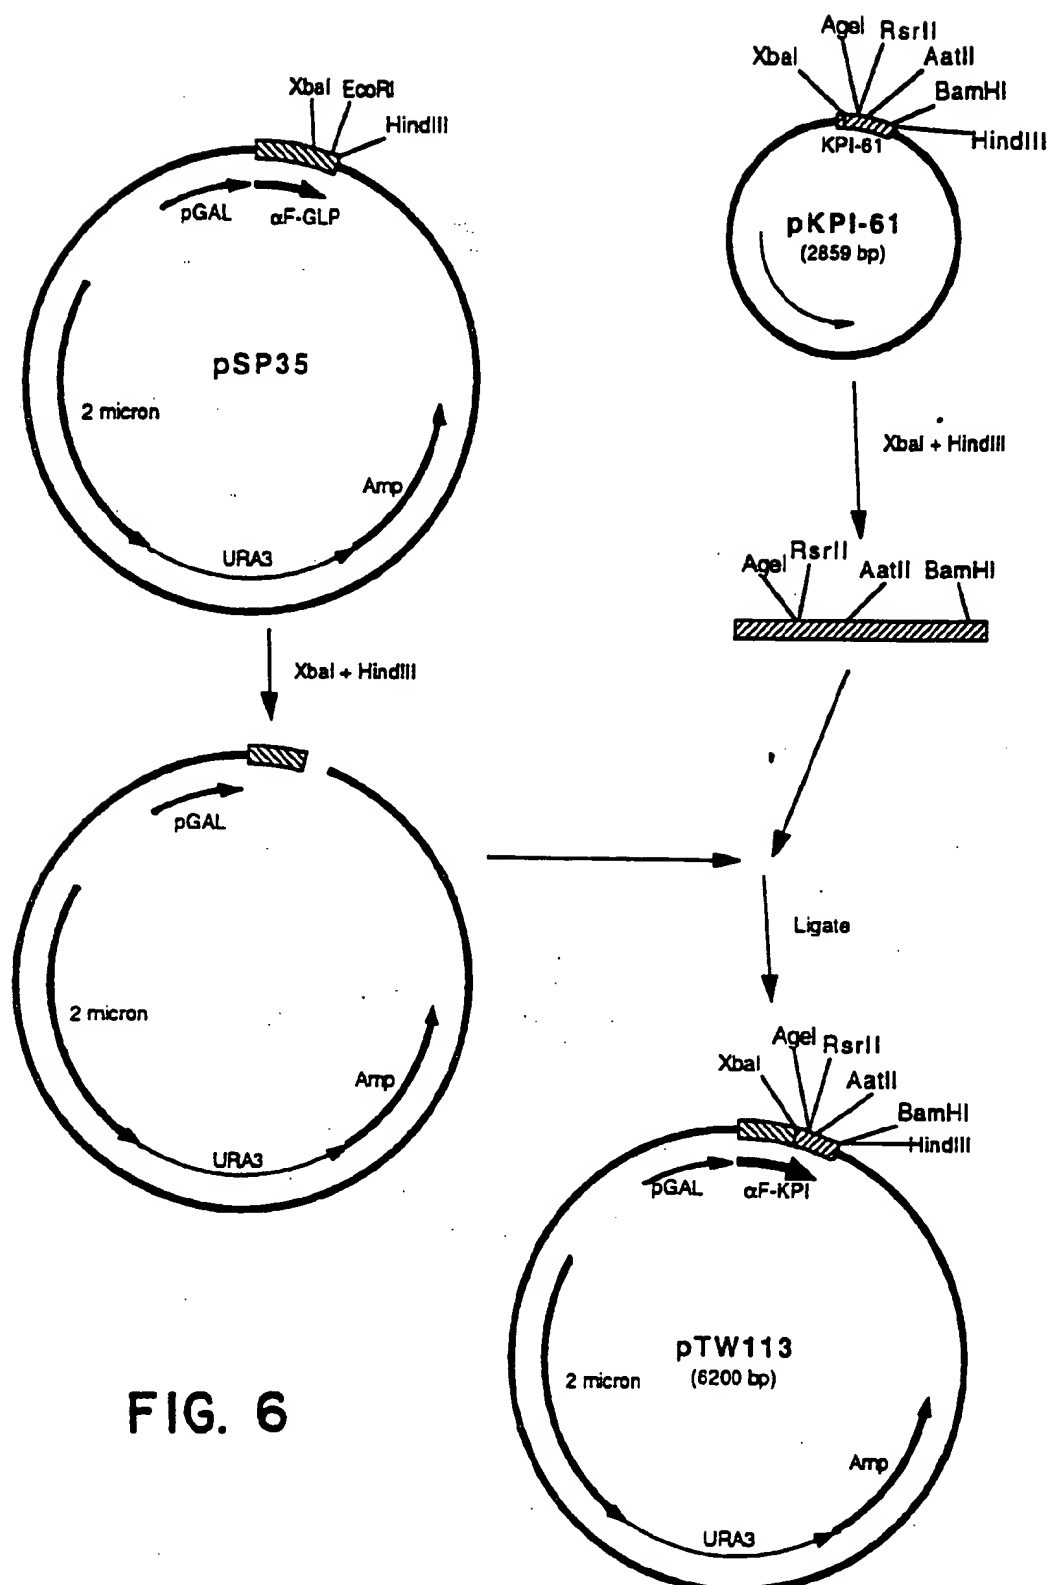 XbaI EcoRI
HindIII
pGAL
αF-GLP
pSP35
2 micron
Amp
URA3
XbaI + HindIII
pGAL
2 micron
Amp
URA3
AgeI RsrII
XbaI
AatII
BamHI
HindIII
KPI-61
pKPI-61
(2859 bp)
XbaI + HindIII
AgeI RsrII
AatII BamHI
Ligate
AgeI RsrII
XbaI
AatII
BamHI
HindIII
pGAL
αF-KPI
pTW113
(6200 bp)
2 micron
Amp
URA3
FIG. 6